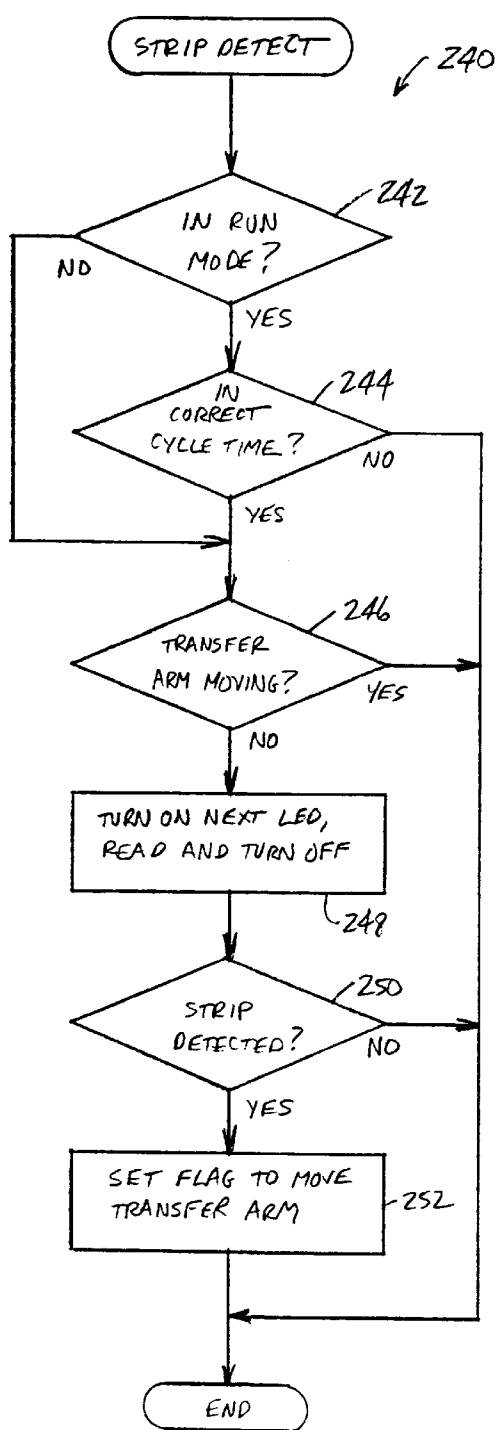 STRIP DETECT
240
242
IN RUN
MODE?
NO
YES
244
IN
CORRECT
CYCLE TIME?
NO
YES
246
TRANSFER
ARM MOVING?
YES
NO
TURN ON NEXT LED,
READ AND TURN OFF
248
250
STRIP
DETECTED?
NO
YES
SET FLAG TO MOVE
TRANSFER ARM
252
END